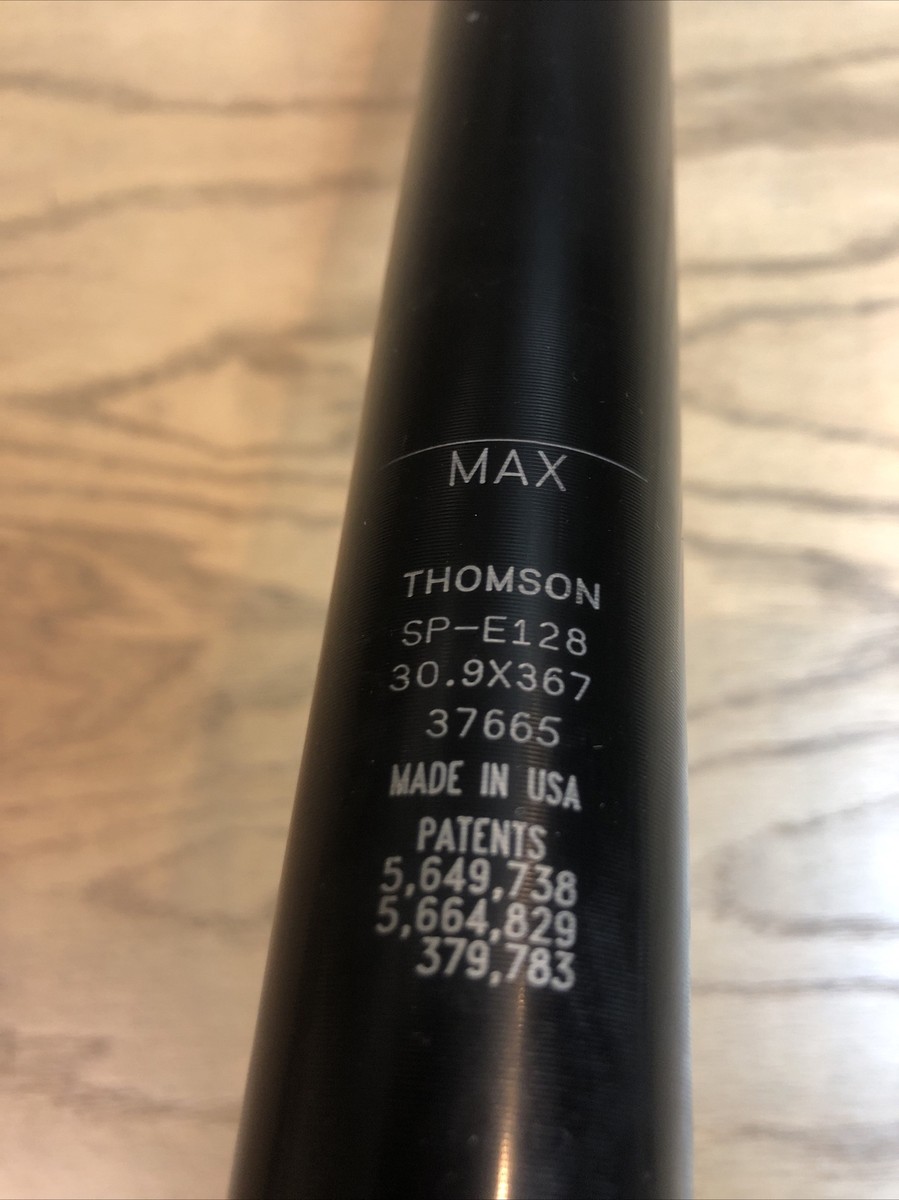 MAX
THOMSON
SP-E128
30.9X367
37665
MADE IN USA
PATENTS
5,649,738
5,664,829
379,783